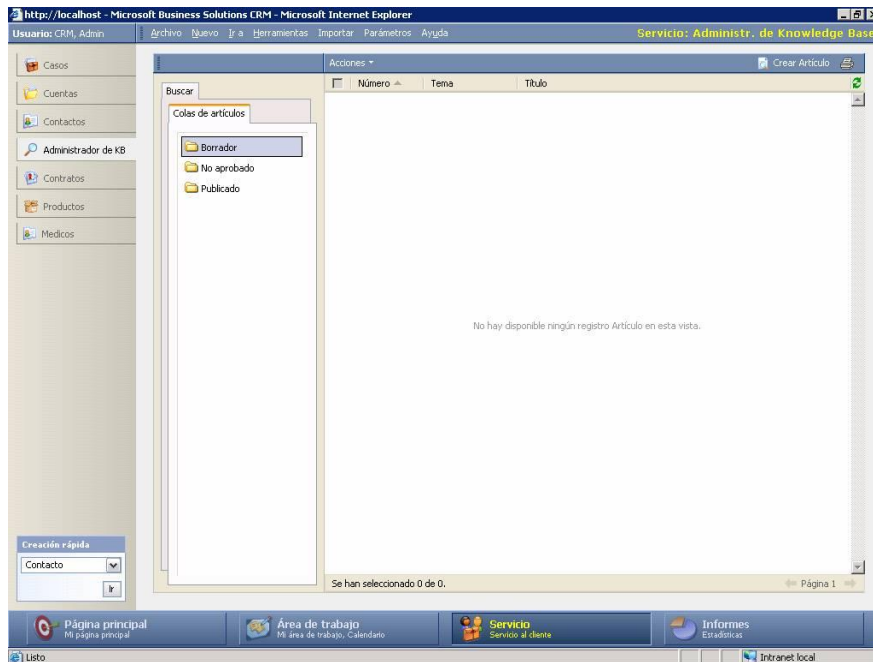 http://localhost - Microsoft Business Solutions CRM - Microsoft Internet Explorer
Usuario: CRM, Admin
Archivo Nuevo Ir a Herramientas Importar Parámetros Ayuda
Servicio: Administr. de Knowledge Base
Casos
Cuentas
Contactos
Administrador de KB
Contratos
Productos
Medicos
Acciones
Crear Artículo
Buscar
Colas de artículos
Borrador
No aprobado
Publicado
Número Tema Título
No hay disponible ningún registro Artículo en esta vista.
Creación rápida
Contacto
Ir
Se han seleccionado 0 de 0.
Página 1
Página principal
Mi página principal
Área de trabajo
Mi área de trabajo, Calendario
Servicio
Servicio al cliente
Informes
Estadísticas
Listo
Intranet local